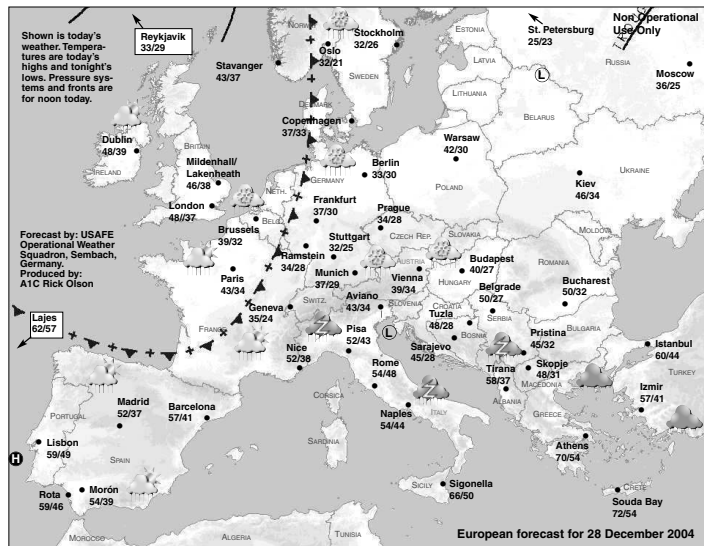 Shown is today's
weather. Tempera-
tures are today's
highs and tonight's
lows. Pressure sys-
tems and fronts are
for noon today.
Reykjavik
33/29
NORWAY
Oslo
32/21
Stockholm
32/26
SWEDEN
Stavanger
43/37
ESTONIA
LATVIA
LITHUANIA
St. Petersburg
25/23
Non Operational
Use Only
RUSSIA
L
Moscow
36/25
BELARUS
DENMARK
Copenhagen
37/33
Dublin
48/39
IRELAND
BRITAIN
Mildenhall/
Lakenheath
46/38
London
48//37
NETH.
BELG.
Brussels
39/32
GERMANY
Berlin
33/30
Warsaw
42/30
POLAND
UKRAINE
Kiev
46/34
Frankfurt
37/30
Prague
34/28
CZECH REP.
SLOVAKIA
MOLDOVA
Forecast by: USAFE
Operational Weather
Squadron, Sembach,
Germany.
Produced by:
A1C Rick Olson
Paris
43/34
FRANCE
Ramstein
34/28
Stuttgart
32/25
Munich
37/29
AUSTRIA
Vienna
39/34
Budapest
40/27
HUNGARY
ROMANIA
Bucharest
50/32
Lajes
62/57
Geneva
35/24
SWITZ.
Aviano
43/34
SLOVENIA
CROATIA
Belgrade
50/27
SERBIA
Tuzla
48/28
BOSNIA
Sarajevo
45/28
BULGARIA
Pristina
45/32
Skopje
48/31
MACEDONIA
Istanbul
60/44
TURKEY
Nice
52/38
Pisa
52/43
L
Rome
54/48
ITALY
Naples
54/44
Tirana
58/37
ALBANIA
GREECE
Izmir
57/41
Athens
70/54
CORSICA
SARDINIA
PORTUGAL
Madrid
52/37
Barcelona
57/41
SPAIN
Lisbon
59/49
H
Rota
59/46
Morón
54/39
SICILY
Sigonella
66/50
CRETE
Souda Bay
72/54
MOROCCO
ALGERIA
TUNISIA
European forecast for 28 December 2004